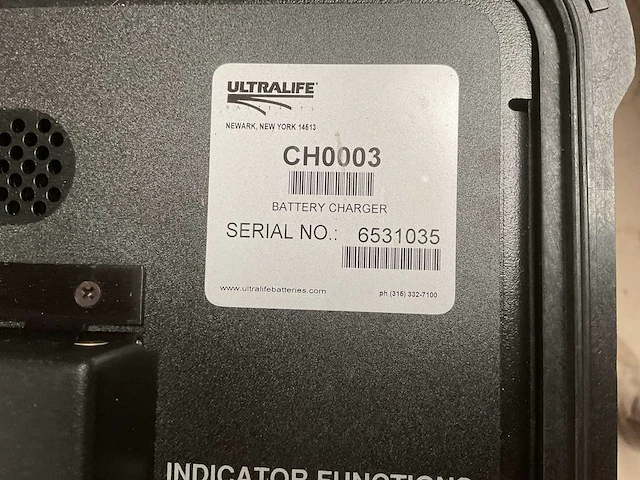 ULTRALIFE
BATTERIES
NEWARK, NEW YORK 14513
CH0003
BATTERY CHARGER
SERIAL NO.: 6531035
www.ultralifebatteries.com ph (315) 332-7100
INDICATOR FUNCTIONS